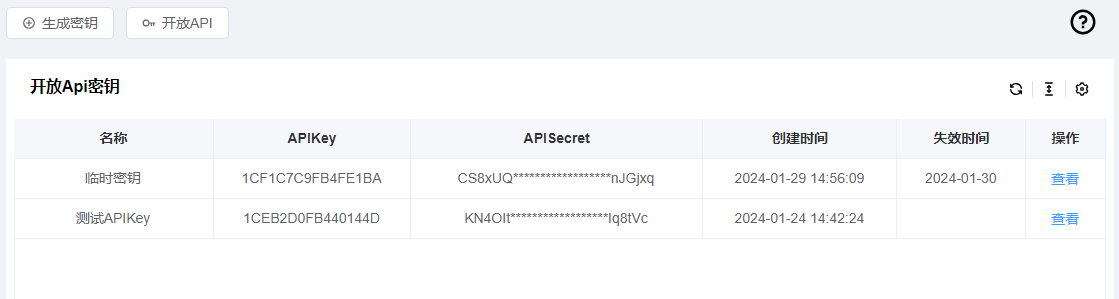 生成密钥 开放API
开放Api密钥
名称 APIKey APISecret 创建时间 失效时间 操作
临时密钥 1CF1C7C9FB4FE1BA CS8xUQ******************nJGjxq 2024-01-29 14:56:09 2024-01-30 查看
测试APIKey 1CEB2D0FB440144D KN4OIt******************Iq8tVc 2024-01-24 14:42:24 查看